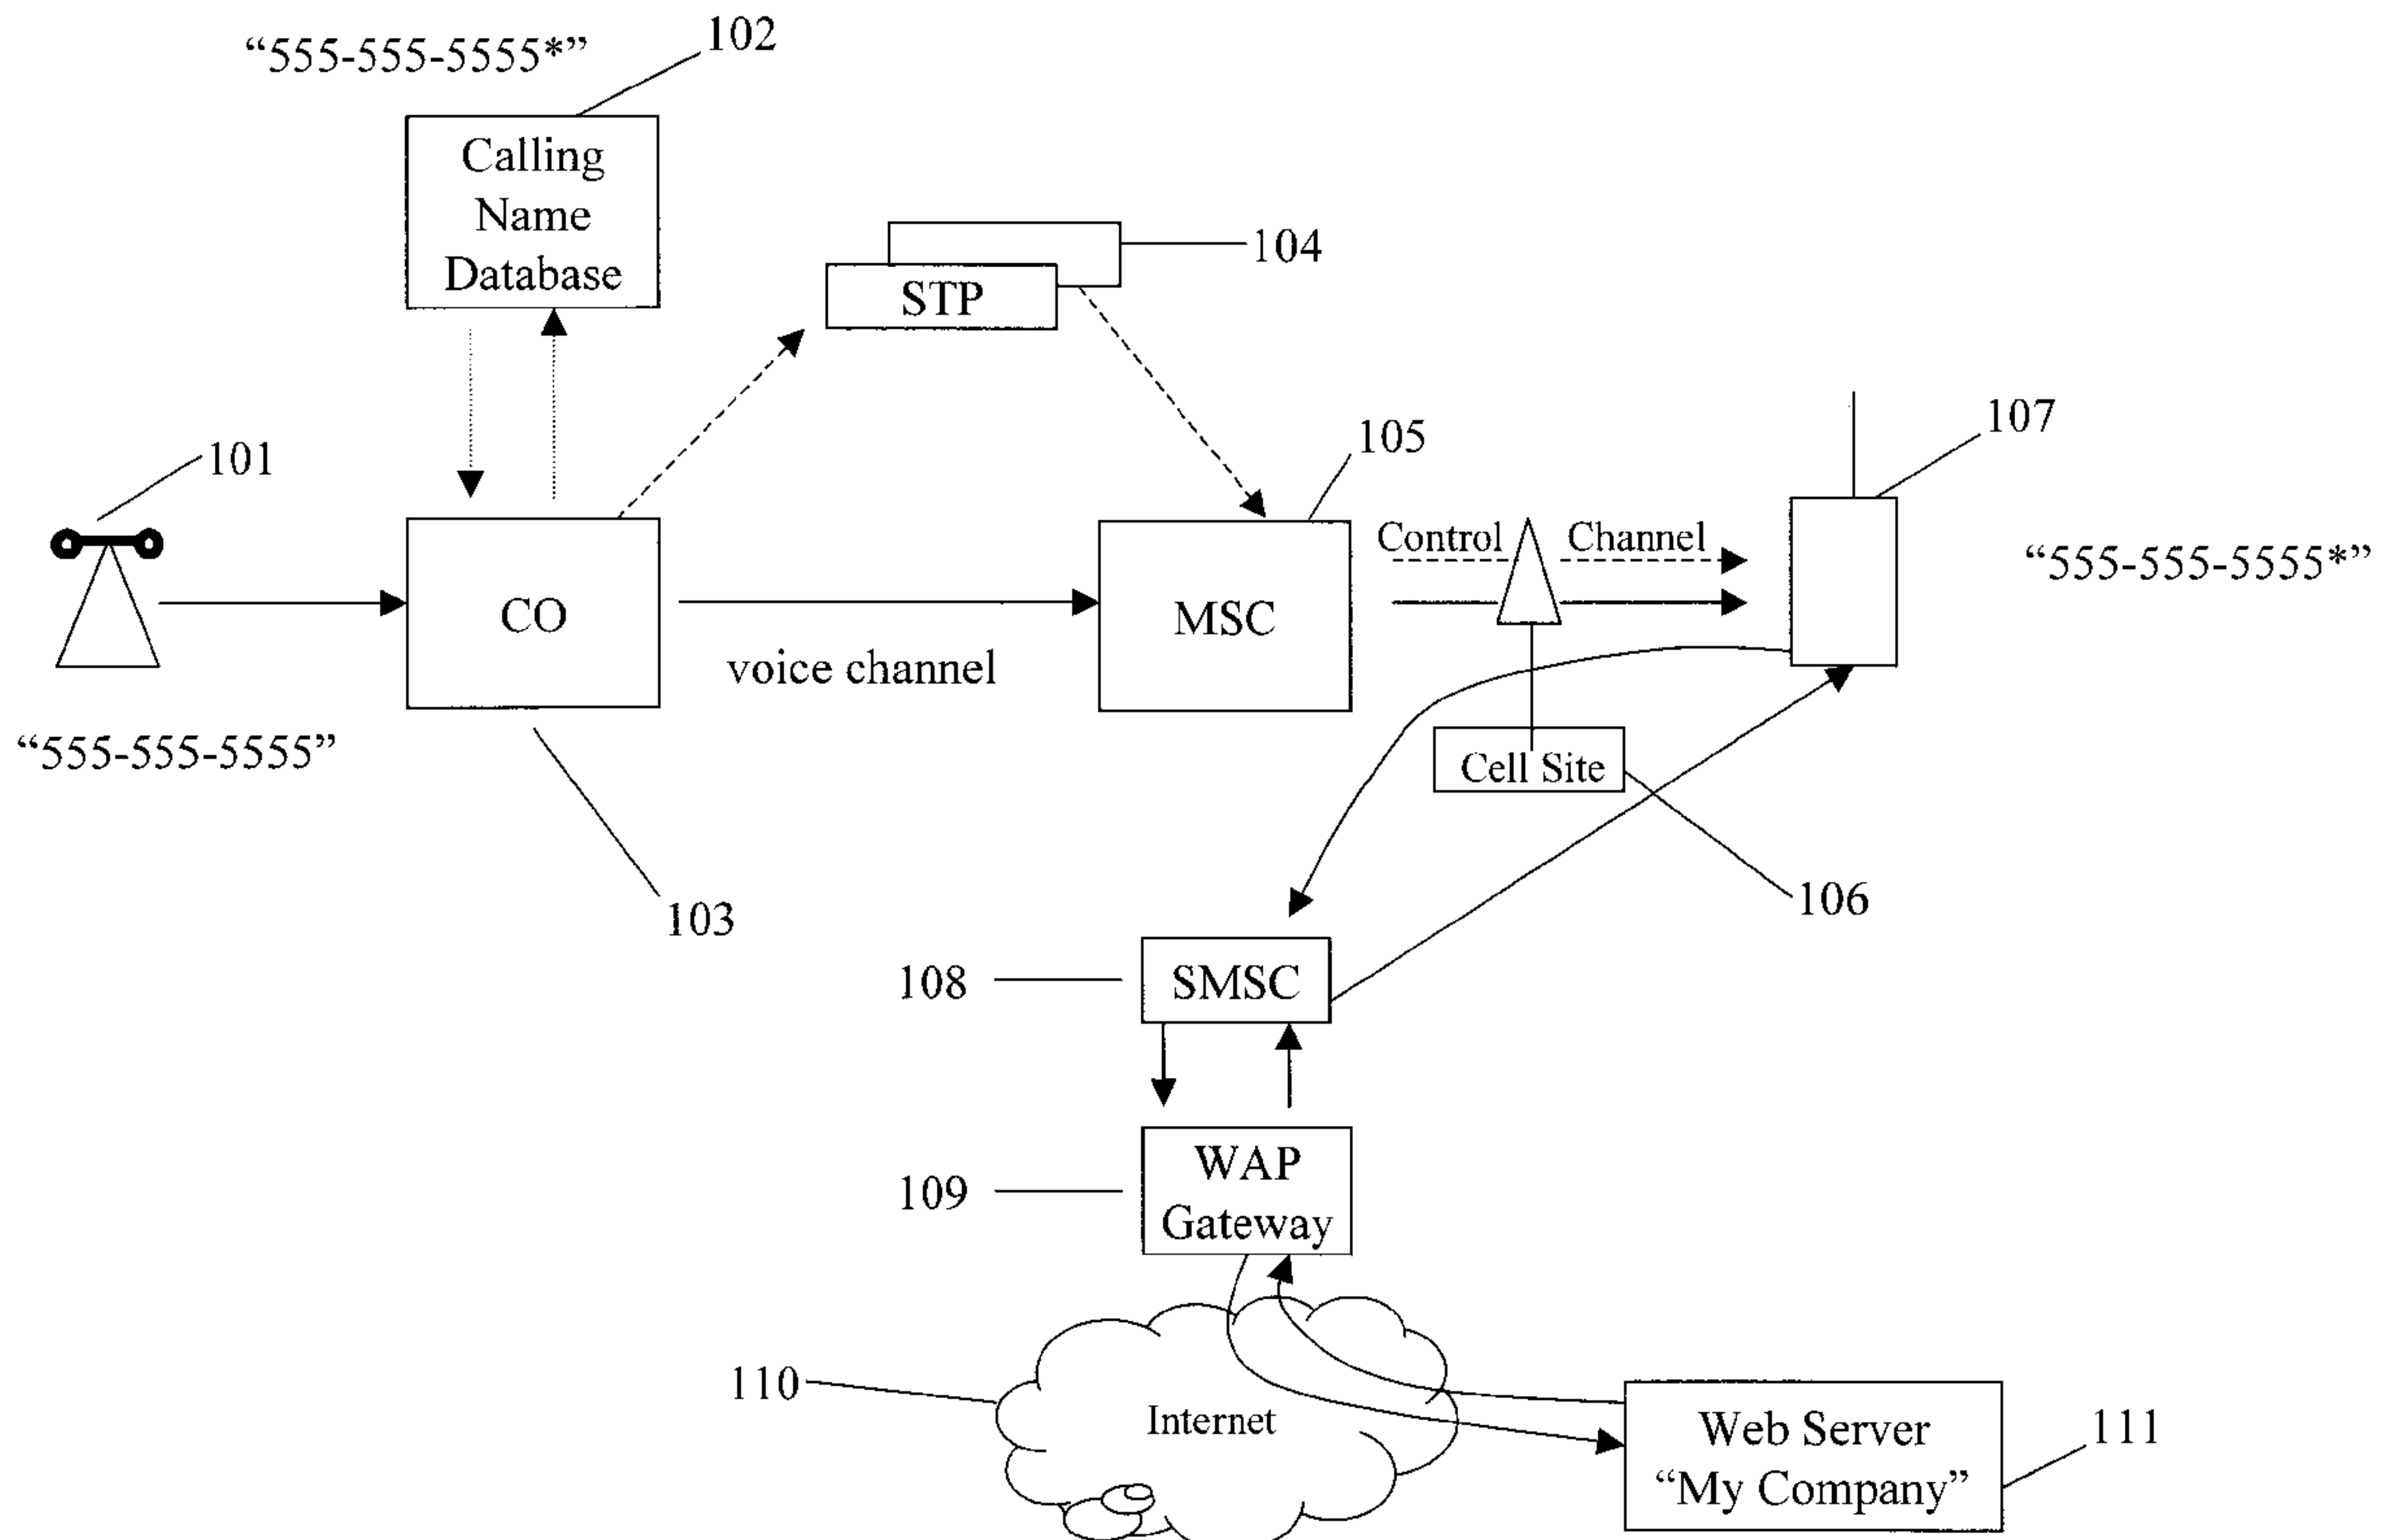 “555-555-5555*”
102
Calling
Name
Database
104
STP
101
105
107
Control
Channel
“555-555-5555*”
CO
MSC
voice channel
“555-555-5555”
Cell Site
103
106
108
SMSC
109
WAP
Gateway
110
Internet
111
Web Server
“My Company”